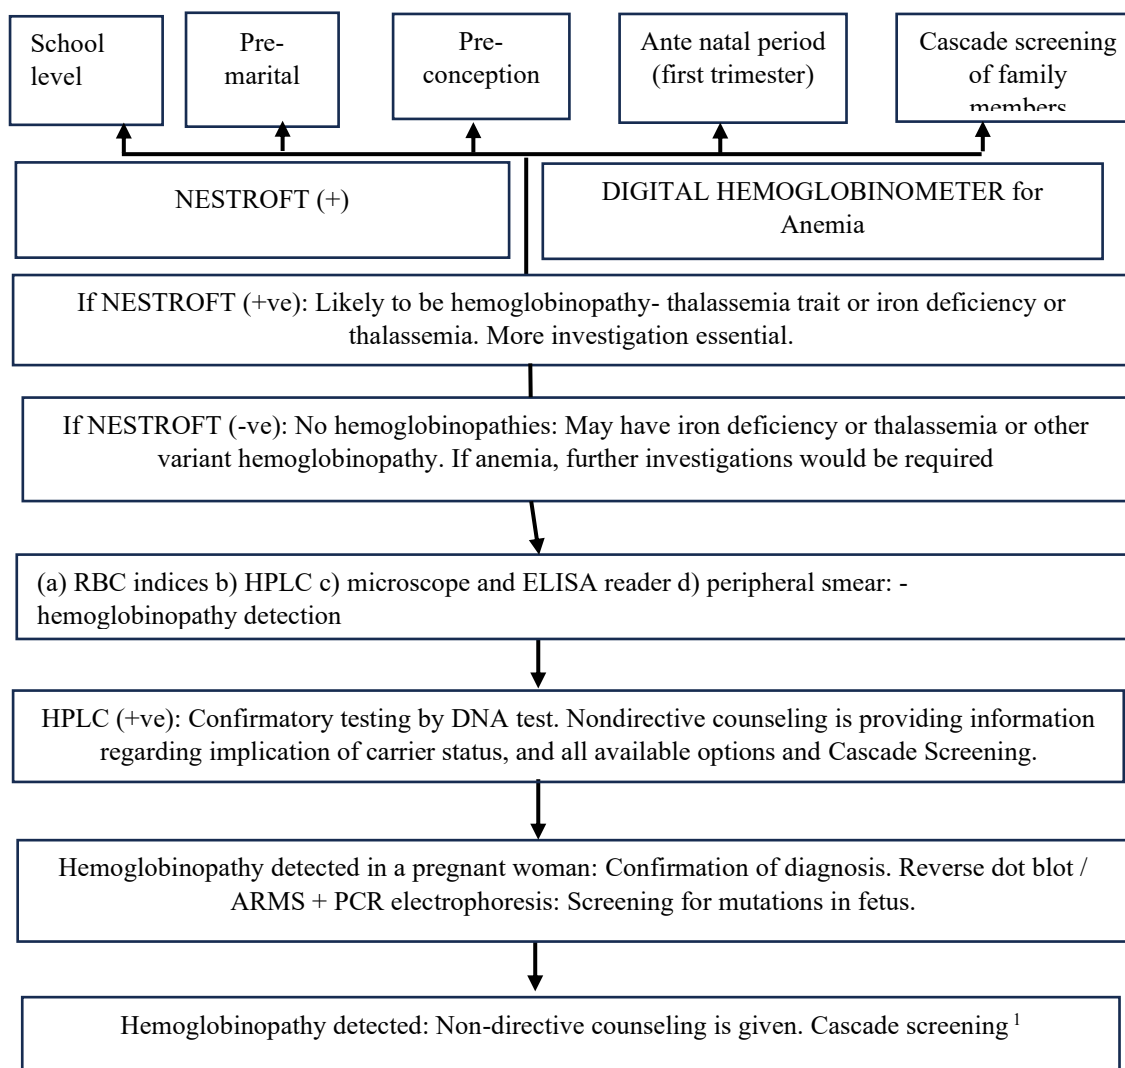 School
level
Pre-
marital
Pre-
conception
Ante natal period
(first trimester)
Cascade screening
of family
members
NESTROFT (+)
DIGITAL HEMOGLOBINOMETER for
Anemia
If NESTROFT (+ve): Likely to be hemoglobinopathy- thalassemia trait or iron deficiency or
thalassemia. More investigation essential.
If NESTROFT (-ve): No hemoglobinopathies: May have iron deficiency or thalassemia or other
variant hemoglobinopathy. If anemia, further investigations would be required
(a) RBC indices b) HPLC c) microscope and ELISA reader d) peripheral smear: -
hemoglobinopathy detection
HPLC (+ve): Confirmatory testing by DNA test. Nondirective counseling is providing information
regarding implication of carrier status, and all available options and Cascade Screening.
Hemoglobinopathy detected in a pregnant woman: Confirmation of diagnosis. Reverse dot blot /
ARMS + PCR electrophoresis: Screening for mutations in fetus.
Hemoglobinopathy detected: Non-directive counseling is given. Cascade screening 1